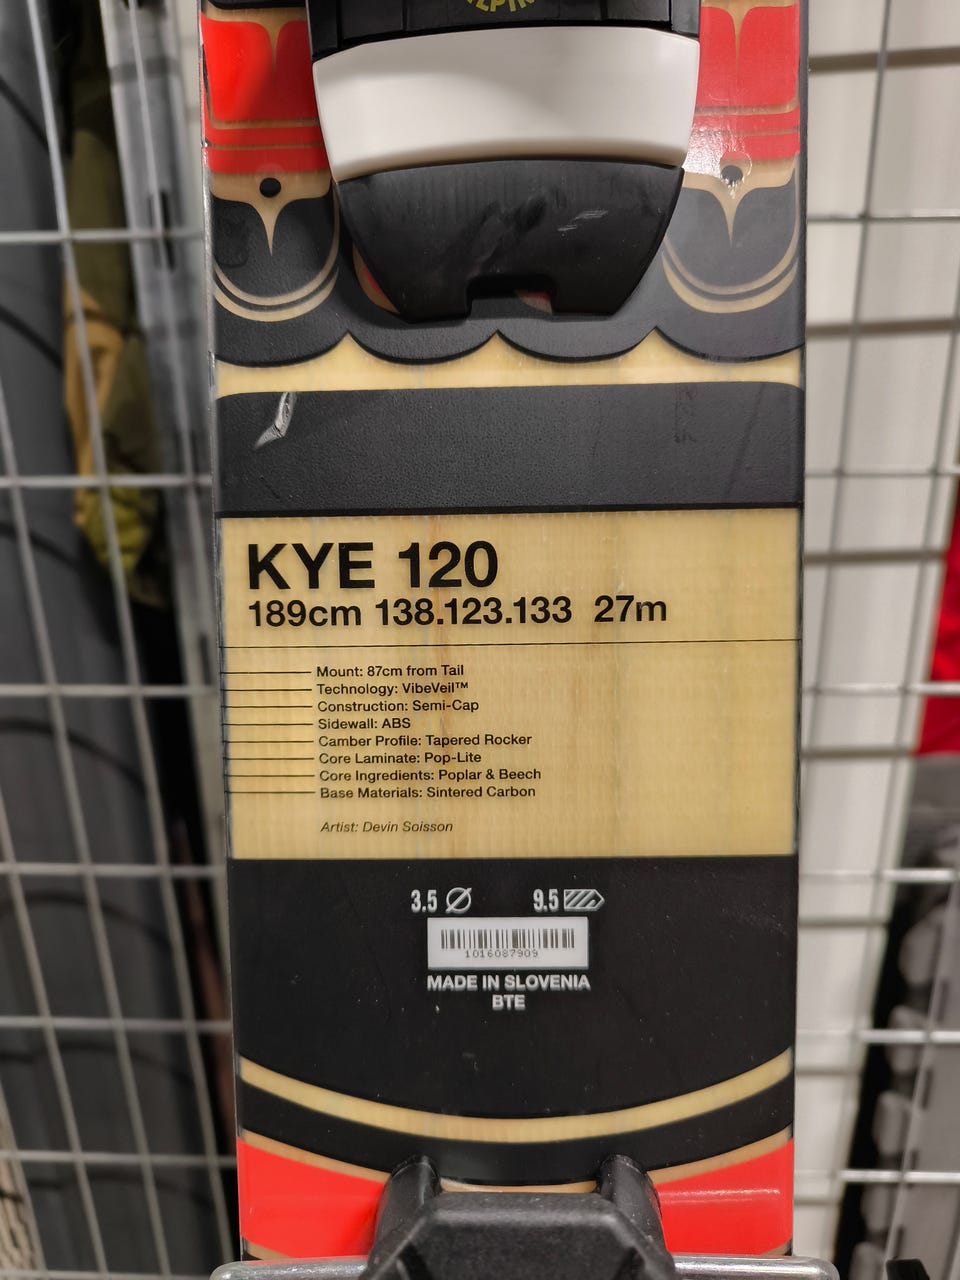 KYE 120
189cm 138.123.133 27m
Mount: 87cm from Tail
Technology: VibeVeil™
Construction: Semi-Cap
Sidewall: ABS
Camber Profile: Tapered Rocker
Core Laminate: Pop-Lite
Core Ingredients: Poplar & Beech
Base Materials: Sintered Carbon
Artist: Devin Soisson
3.5 9.5
1016087909
MADE IN SLOVENIA
BTE